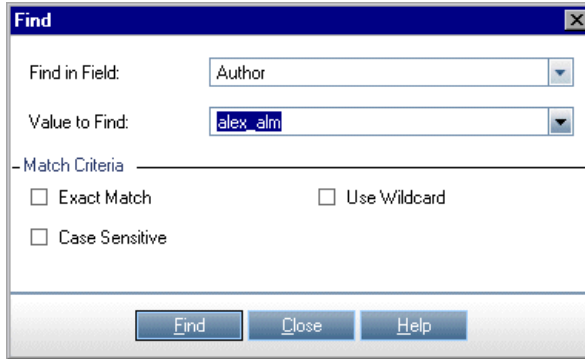 Find
Find in Field: Author
Value to Find: alex_alm
Match Criteria
Exact Match Use Wildcard
Case Sensitive
Find Close Help